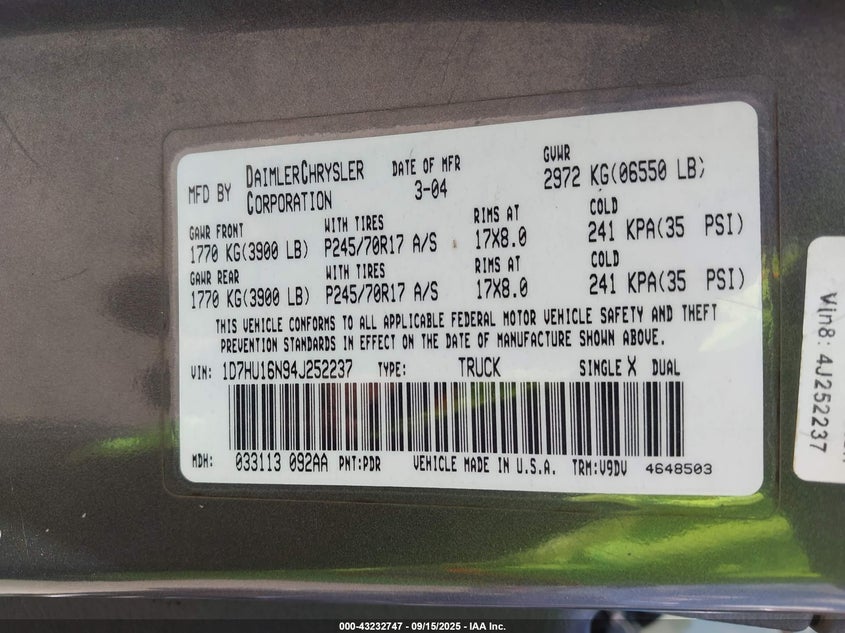 MFD BY DAIMLERCHRYSLER CORPORATION DATE OF MFR 3-04 GVWR 2972 KG(06550 LB)
GAWR FRONT WITH TIRES RIMS AT COLD
1770 KG(3900 LB) P245/70R17 A/S 17X8.0 241 KPA(35 PSI)
GAWR REAR WITH TIRES RIMS AT COLD
1770 KG(3900 LB) P245/70R17 A/S 17X8.0 241 KPA(35 PSI)
THIS VEHICLE CONFORMS TO ALL APPLICABLE FEDERAL MOTOR VEHICLE SAFETY AND THEFT
PREVENTION STANDARDS IN EFFECT ON THE DATE OF MANUFACTURE SHOWN ABOVE.
VIN: 1D7HU16N94J252237 TYPE: TRUCK SINGLE X DUAL
MDH: 033113 092AA PNT:PDR VEHICLE MADE IN U.S.A. TRM:V9DV 4648503
Vin8: 4J252237
000-43232747 - 09/15/2025 - IAA Inc.